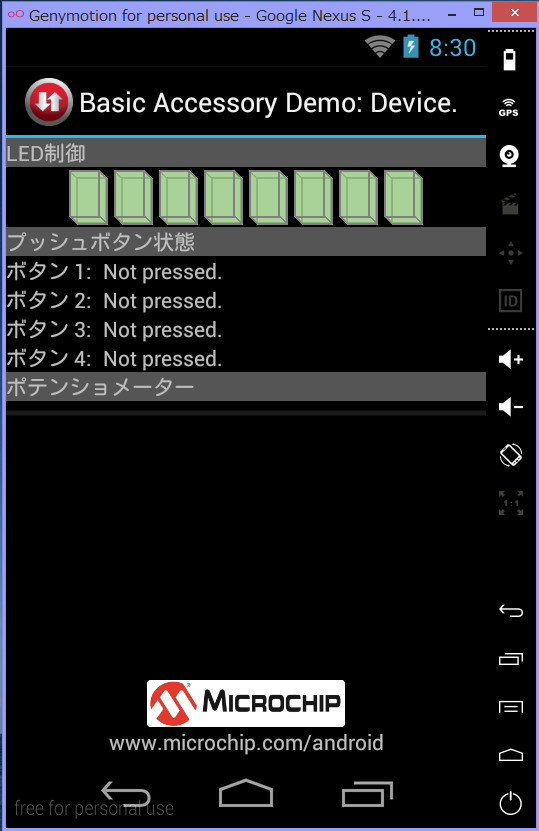 Genymotion for personal use - Google Nexus S - 4.1....
8:30
GPS
Basic Accessory Demo: Device.
LED制御
プッシュボタン状態
ID
ボタン 1: Not pressed.
ボタン 2: Not pressed.
ボタン 3: Not pressed.
ボタン 4: Not pressed.
ポテンショメーター
1:1
MICROCHIP
www.microchip.com/android
free for personal use